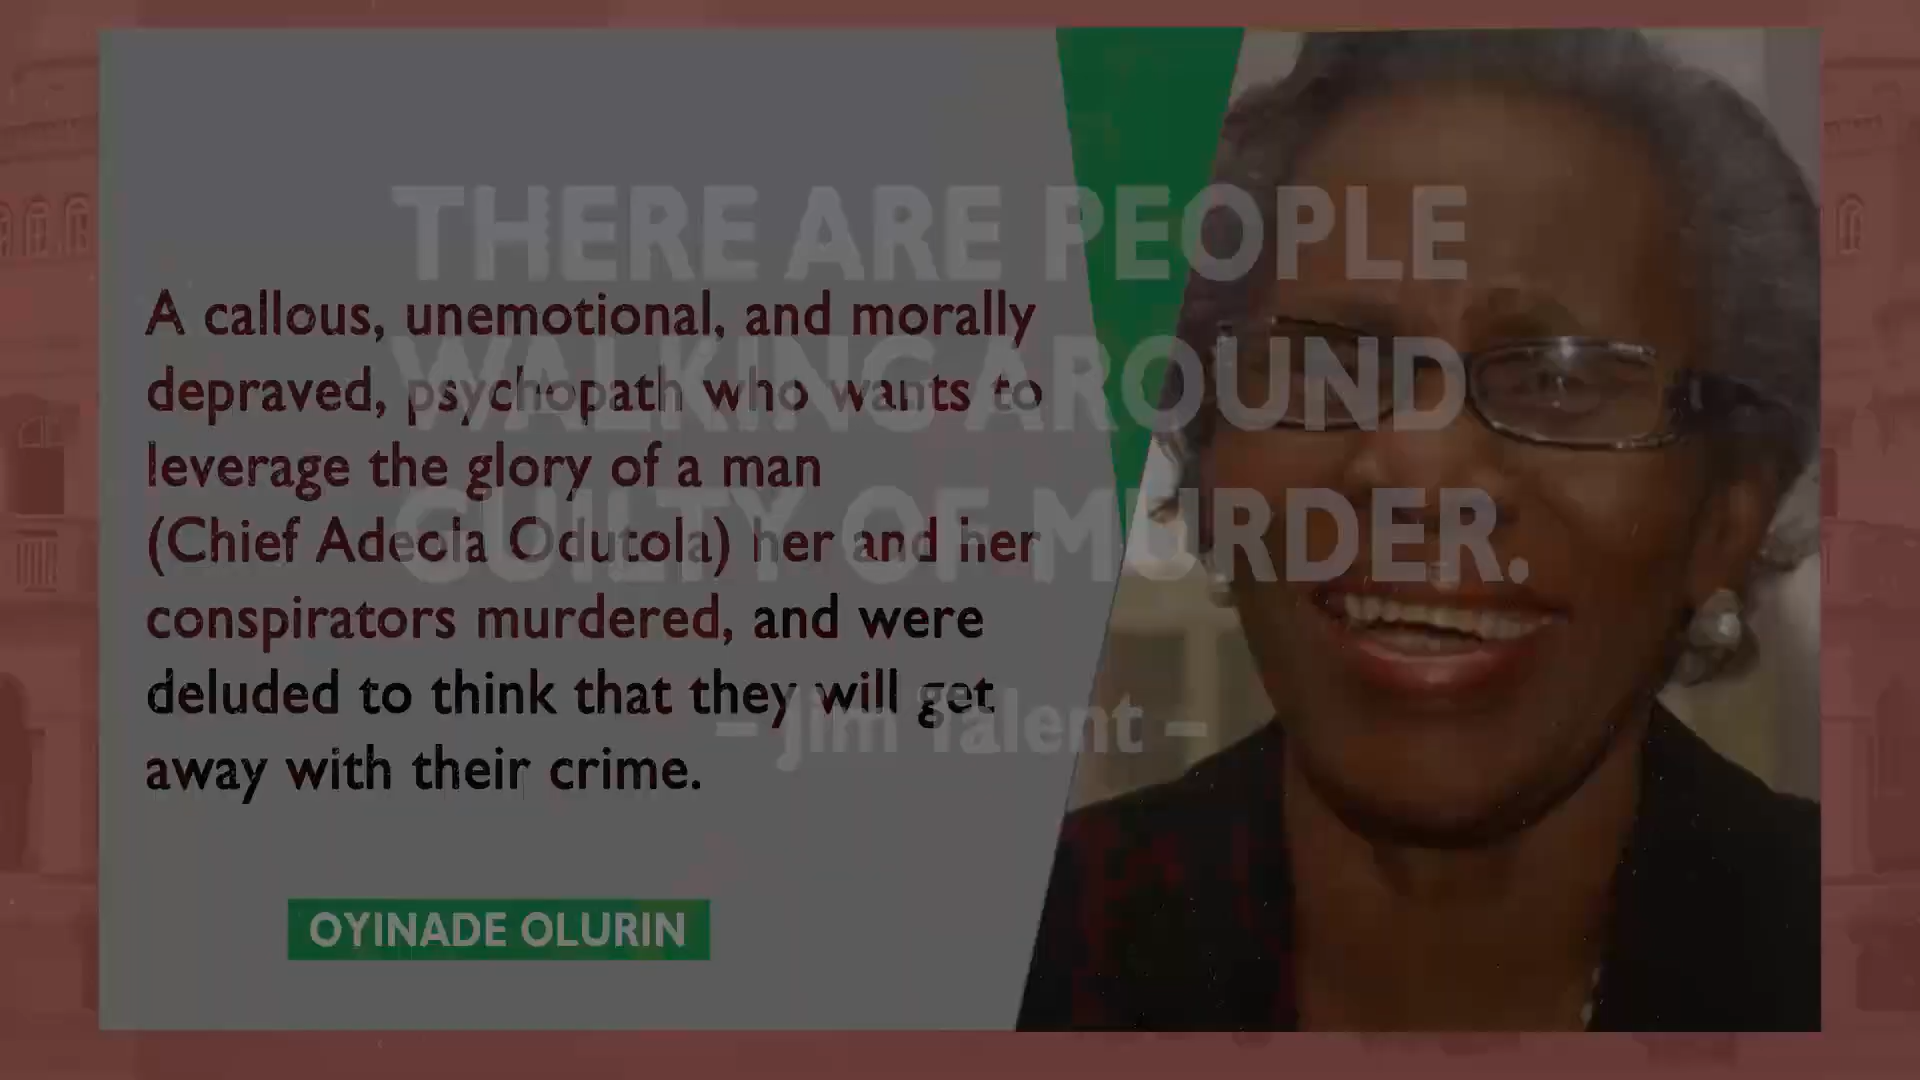 THERE ARE PEOPLE
WALKING AROUND
GUILTY OF MURDER.
– Jim Talent –
A callous, unemotional, and morally
depraved, psychopath who wants to
leverage the glory of a man
(Chief Adeola Odutola) her and her
conspirators murdered, and were
deluded to think that they will get
away with their crime.
OYINADE OLURIN